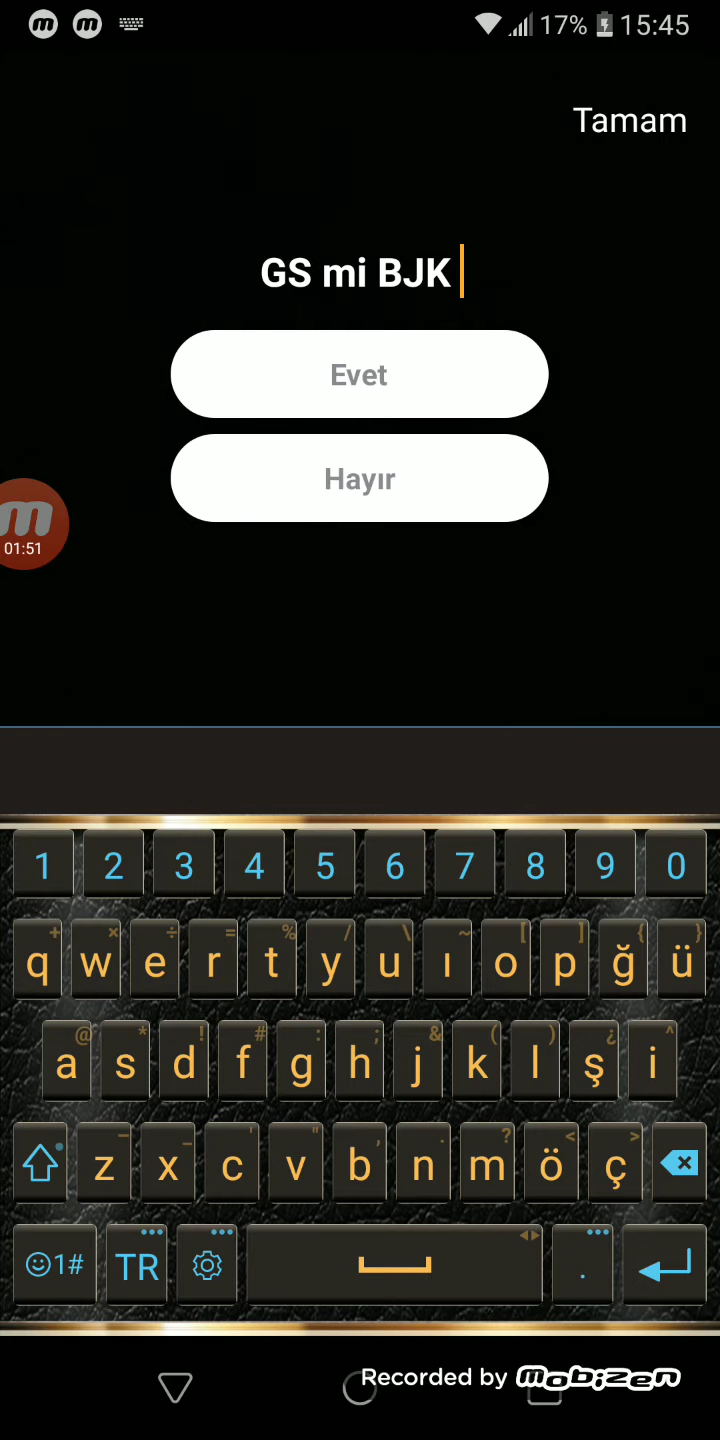 17% 15:45
Tamam
GS mi BJK
Evet
Hayır
01:51
1 2 3 4 5 6 7 8 9 0
+ × ÷ = % / \ ~ [ ] { }
q w e r t y u ı o p ğ ü
@ * ! # : ; & ( ) ¿ ^
a s d f g h j k l ş i
– _ ' " , . ? < >
z x c v b n m ö ç
1# TR .
Recorded by mobizen